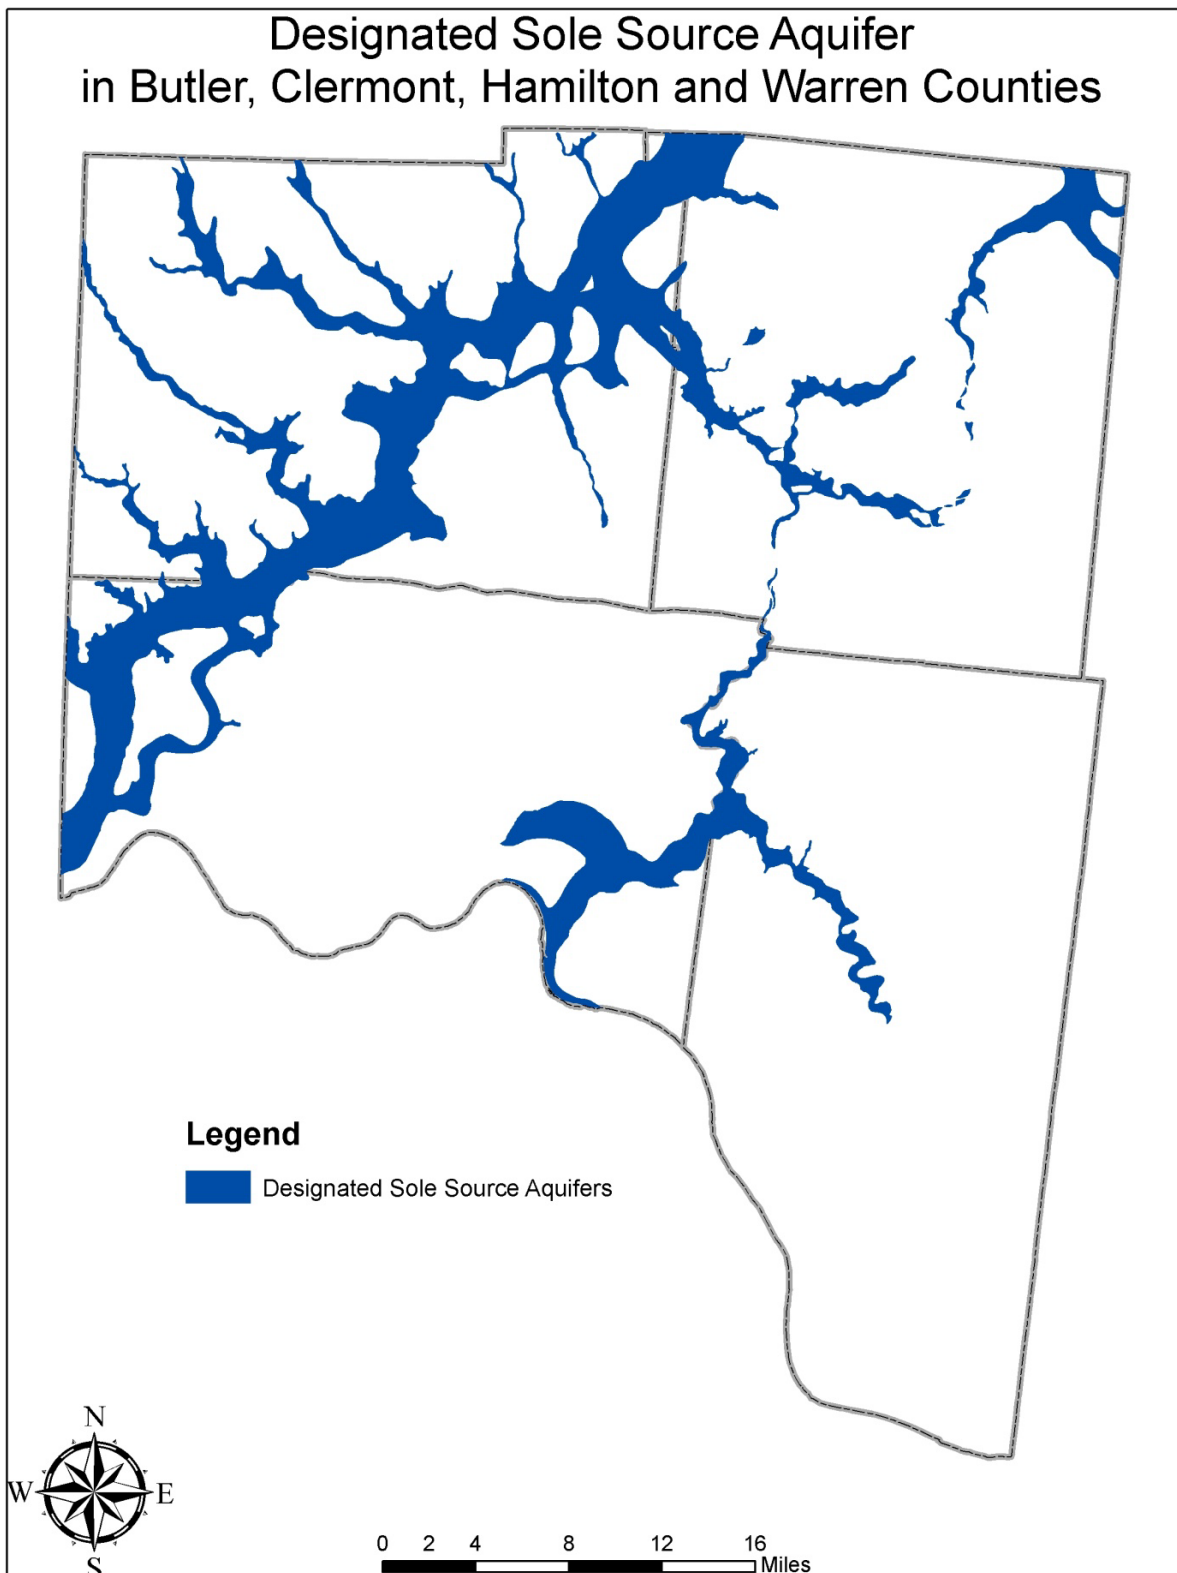 Designated Sole Source Aquifer
in Butler, Clermont, Hamilton and Warren Counties
Legend
Designated Sole Source Aquifers
N
W E
S
0 2 4 8 12 16
Miles